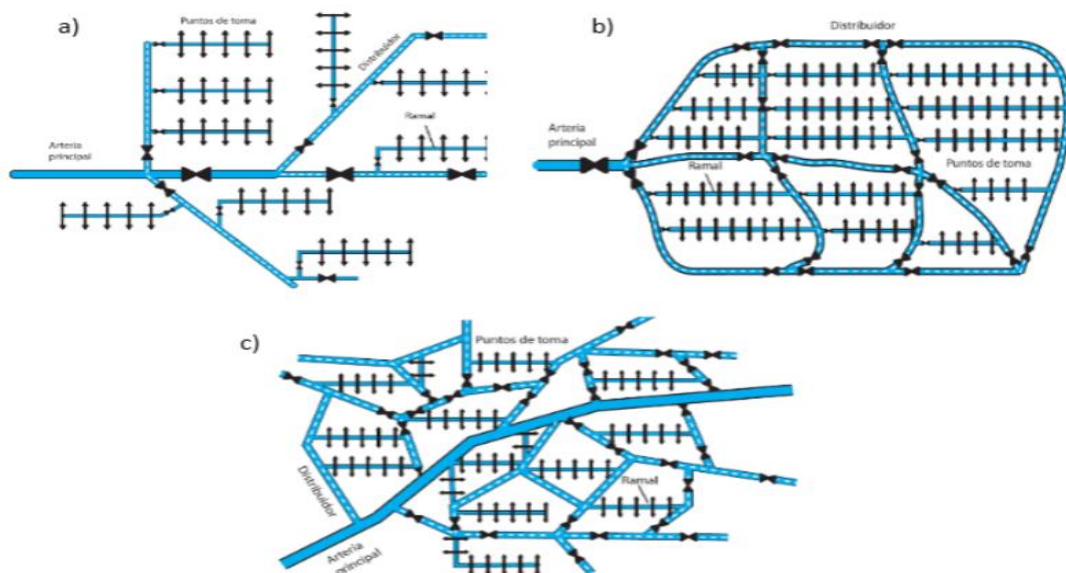 a)
Puntos de toma
Distribuidor
Ramal
Arteria
principal
b)
Distribuidor
Arteria
principal
Ramal
Puntos de toma
c)
Puntos de toma
Distribuidor
Ramal
Arteria
principal